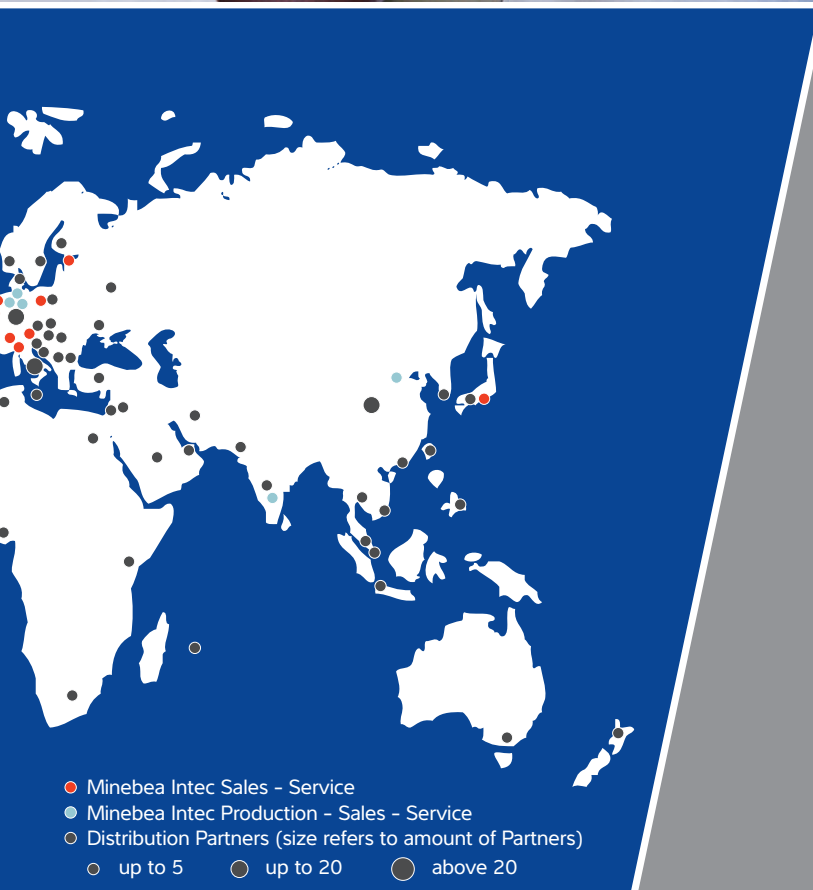 Minebea Intec Sales - Service
Minebea Intec Production - Sales - Service
Distribution Partners (size refers to amount of Partners)
up to 5 up to 20 above 20